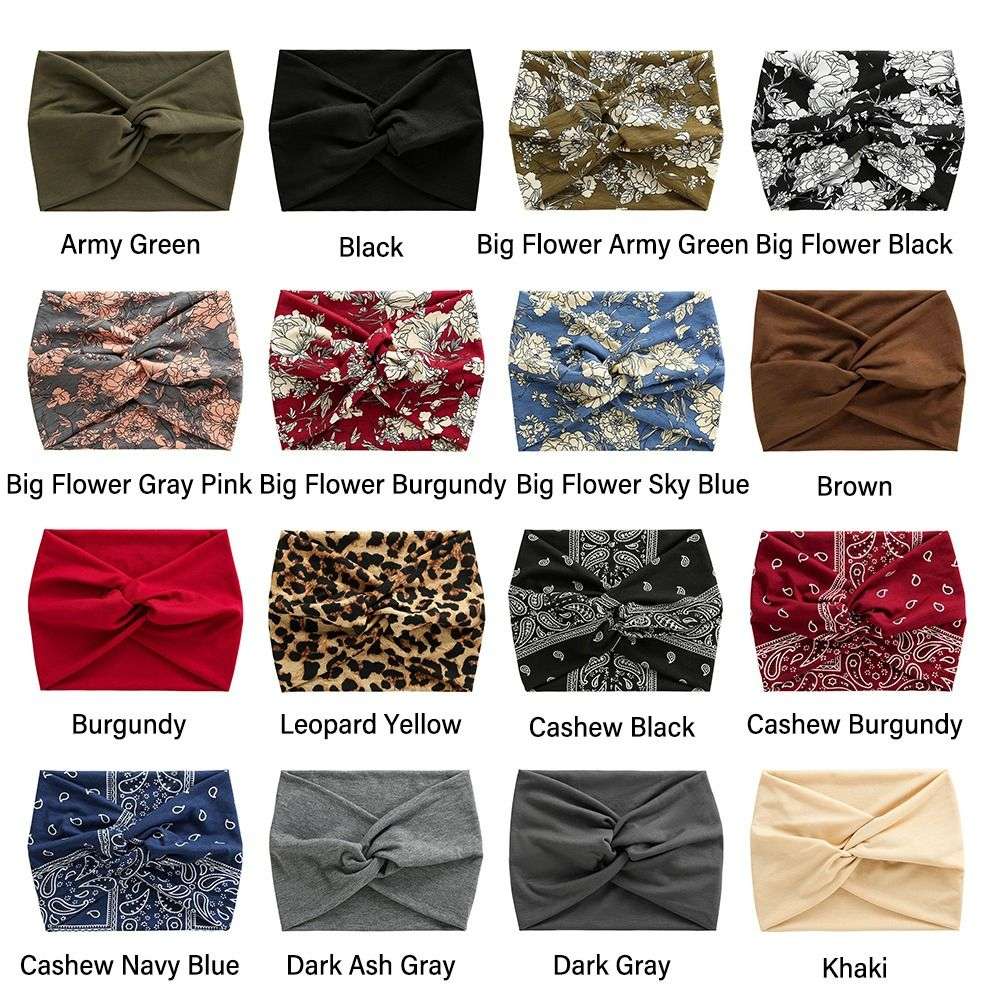 Army Green
Black
Big Flower Army Green
Big Flower Black
Big Flower Gray Pink
Big Flower Burgundy
Big Flower Sky Blue
Brown
Burgundy
Leopard Yellow
Cashew Black
Cashew Burgundy
Cashew Navy Blue
Dark Ash Gray
Dark Gray
Khaki